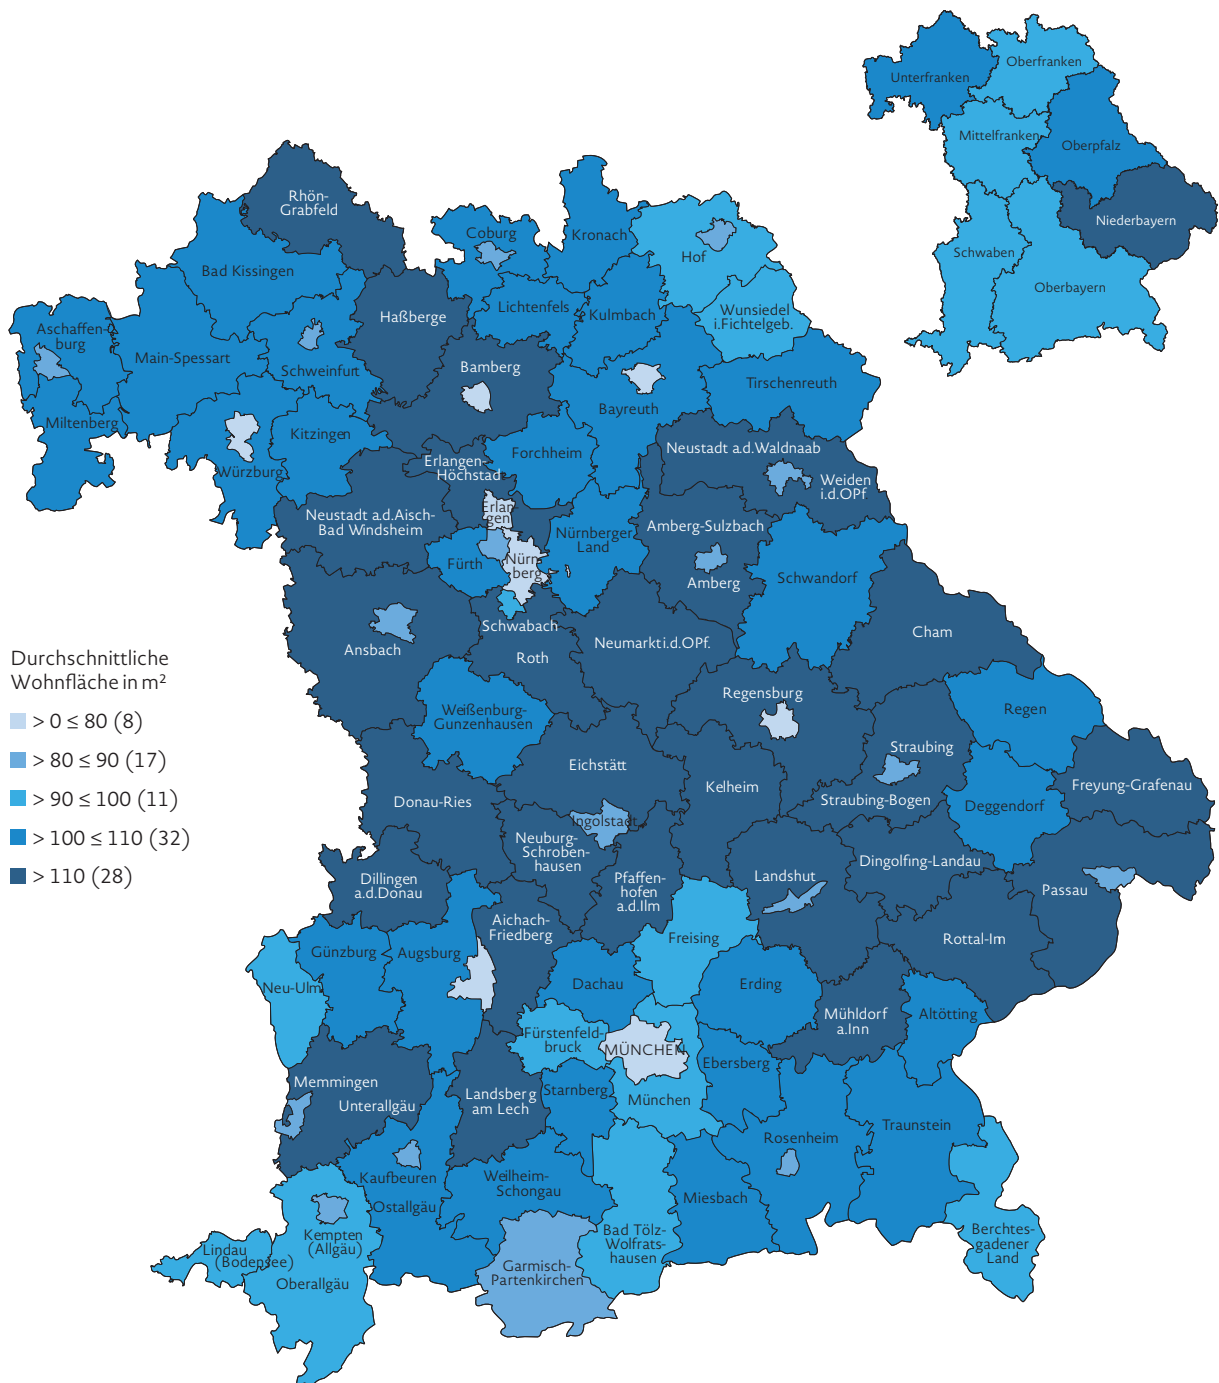 Oberfranken
Unterfranken
Mittelfranken
Oberpfalz
Niederbayern
Schwaben
Oberbayern
Rhön-
Grabfeld
Coburg
Kronach
Hof
Bad Kissingen
Lichtenfels
Kulmbach
Wunsiedel
i.Fichtelgeb.
Haßberge
Aschaffen-
burg
Main-Spessart
Schweinfurt
Bamberg
Bayreuth
Tirschenreuth
Miltenberg
Kitzingen
Würzburg
Forchheim
Erlangen-
Höchstad
Neustadt a.d.Waldnaab
Weiden
i.d.OPf
Neustadt a.d.Aisch-
Bad Windsheim
Erlan-
gen
Nürnberger
Land
Amberg-Sulzbach
Fürth
Nürn-
berg
Amberg
Schwandorf
Schwabach
Roth
Neumarkt i.d.OPf.
Cham
Ansbach
Durchschnittliche
Wohnfläche in m²
> 0 ≤ 80 (8)
> 80 ≤ 90 (17)
> 90 ≤ 100 (11)
> 100 ≤ 110 (32)
> 110 (28)
Regensburg
Weißenburg-
Gunzenhausen
Regen
Straubing
Eichstätt
Kelheim
Freyung-Grafenau
Donau-Ries
Straubing-Bogen
Deggendorf
Ingolstadt
Neuburg-
Schroben-
hausen
Dillingen
a.d.Donau
Pfaffen-
hofen
a.d.Ilm
Landshut
Dingolfing-Landau
Passau
Aichach-
Friedberg
Günzburg
Augsburg
Freising
Rottal-Inn
Neu-Ulm
Dachau
Erding
Mühldorf
a.Inn
Altötting
Fürstenfeld-
bruck
MÜNCHEN
Ebersberg
Memmingen
Unterallgäu
Landsberg
am Lech
Starnberg
München
Rosenheim
Traunstein
Kaufbeuren
Ostallgäu
Weilheim-
Schongau
Miesbach
Kempten
(Allgäu)
Bad Tölz-
Wolfrats-
hausen
Berchtes-
gadener
Land
Lindau
(Bodensee)
Oberallgäu
Garmisch-
Partenkirchen